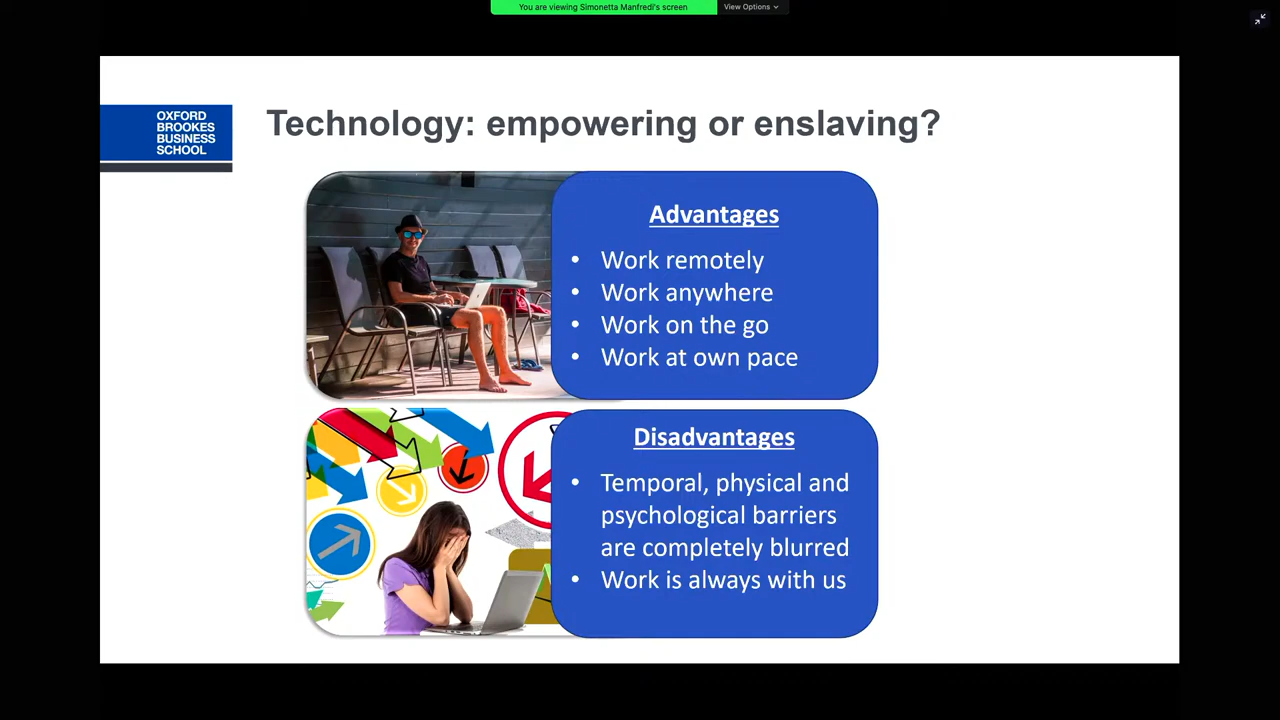 You are viewing Simonetta Manfredi's screen
View Options
OXFORD
BROOKES
BUSINESS
SCHOOL
Technology: empowering or enslaving?
Advantages
• Work remotely
• Work anywhere
• Work on the go
• Work at own pace
Disadvantages
• Temporal, physical and
psychological barriers
are completely blurred
• Work is always with us